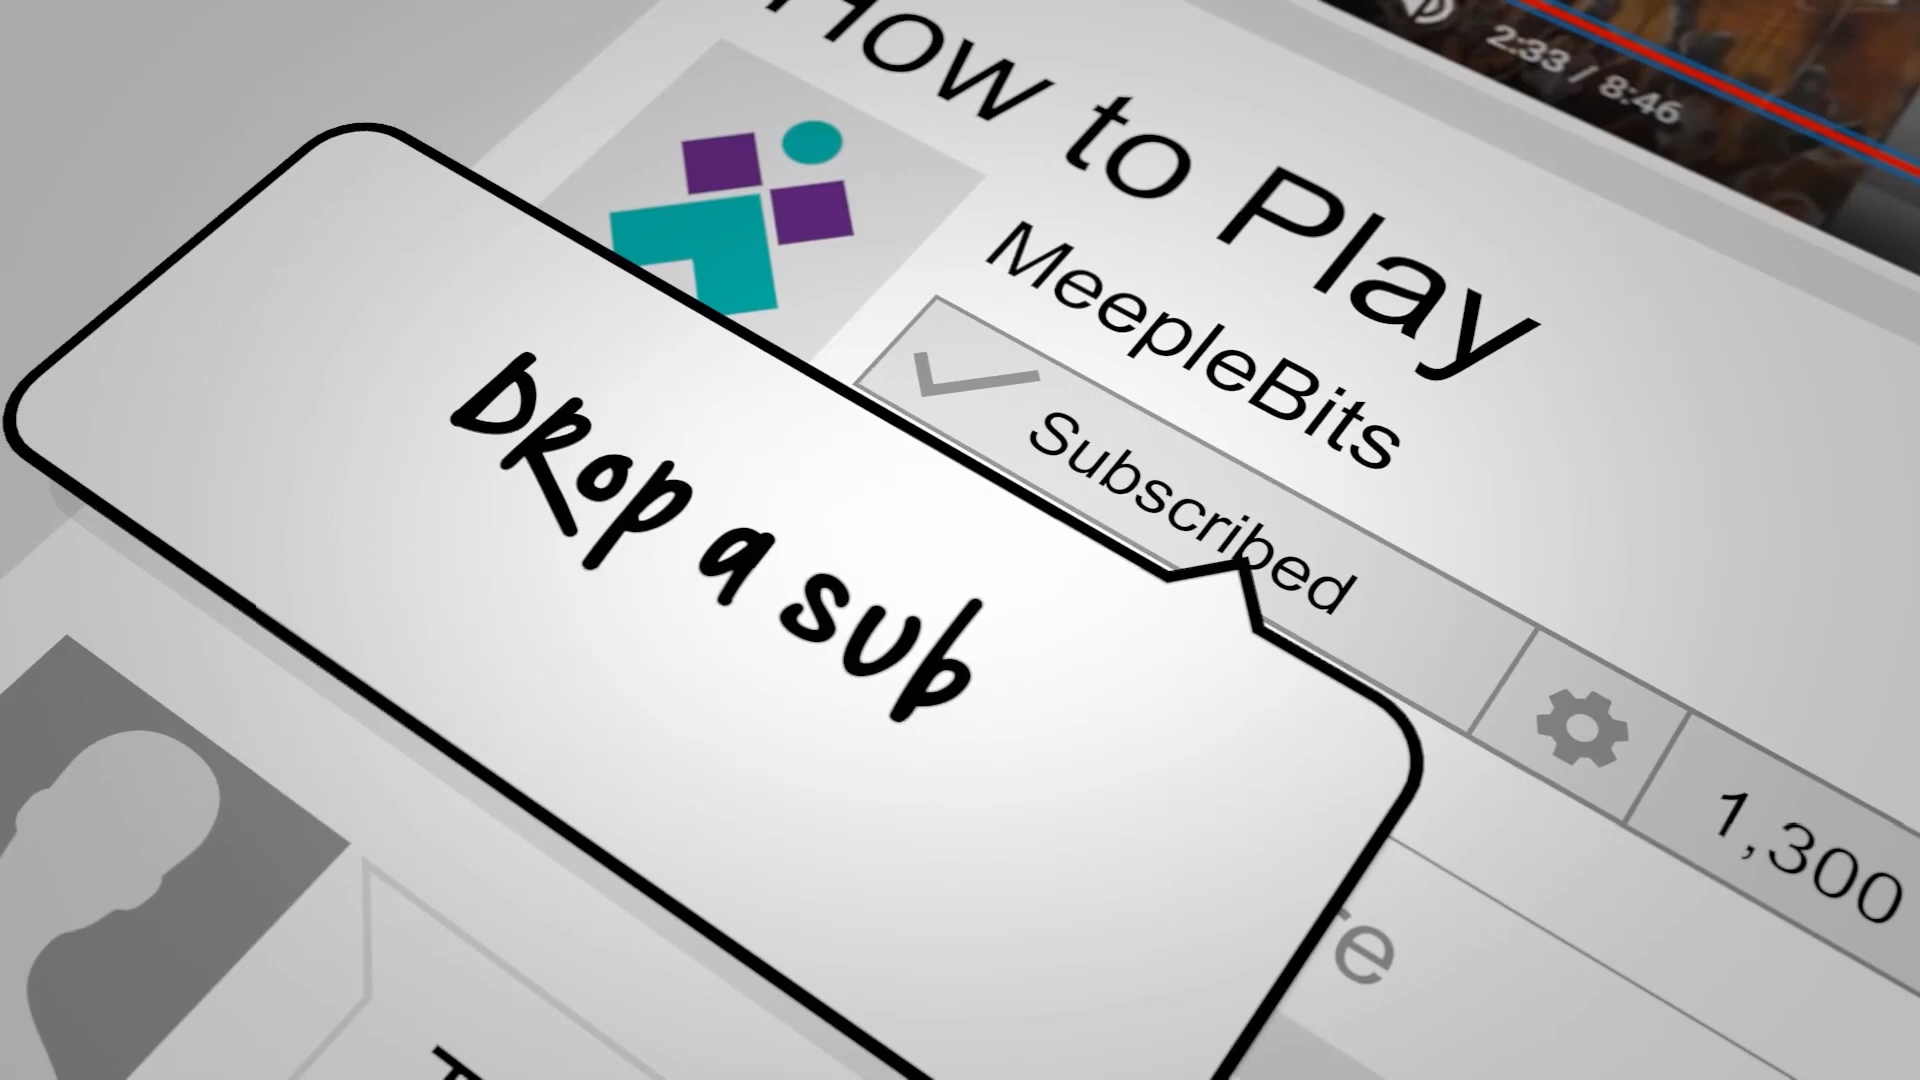 2:33 / 8:46
How to Play
MeepleBits
Subscribed
1,300
Drop a sub